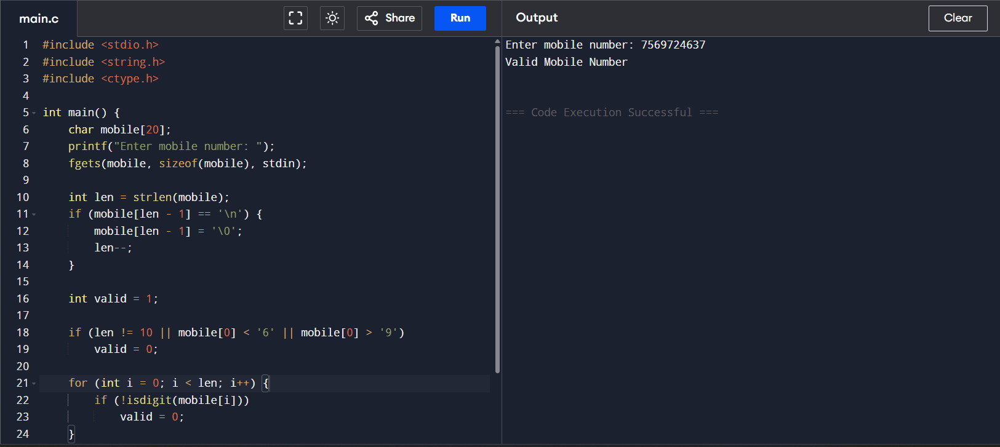 main.c
Share
Run
Output
Clear
1 #include <stdio.h>
2 #include <string.h>
3 #include <ctype.h>
4
5 int main() {
6     char mobile[20];
7     printf("Enter mobile number: ");
8     fgets(mobile, sizeof(mobile), stdin);
9
10     int len = strlen(mobile);
11     if (mobile[len - 1] == '\n') {
12         mobile[len - 1] = '\0';
13         len--;
14     }
15
16     int valid = 1;
17
18     if (len != 10 || mobile[0] < '6' || mobile[0] > '9')
19         valid = 0;
20
21     for (int i = 0; i < len; i++) {
22         if (!isdigit(mobile[i]))
23             valid = 0;
24     }
Enter mobile number: 7569724637
Valid Mobile Number
=== Code Execution Successful ===